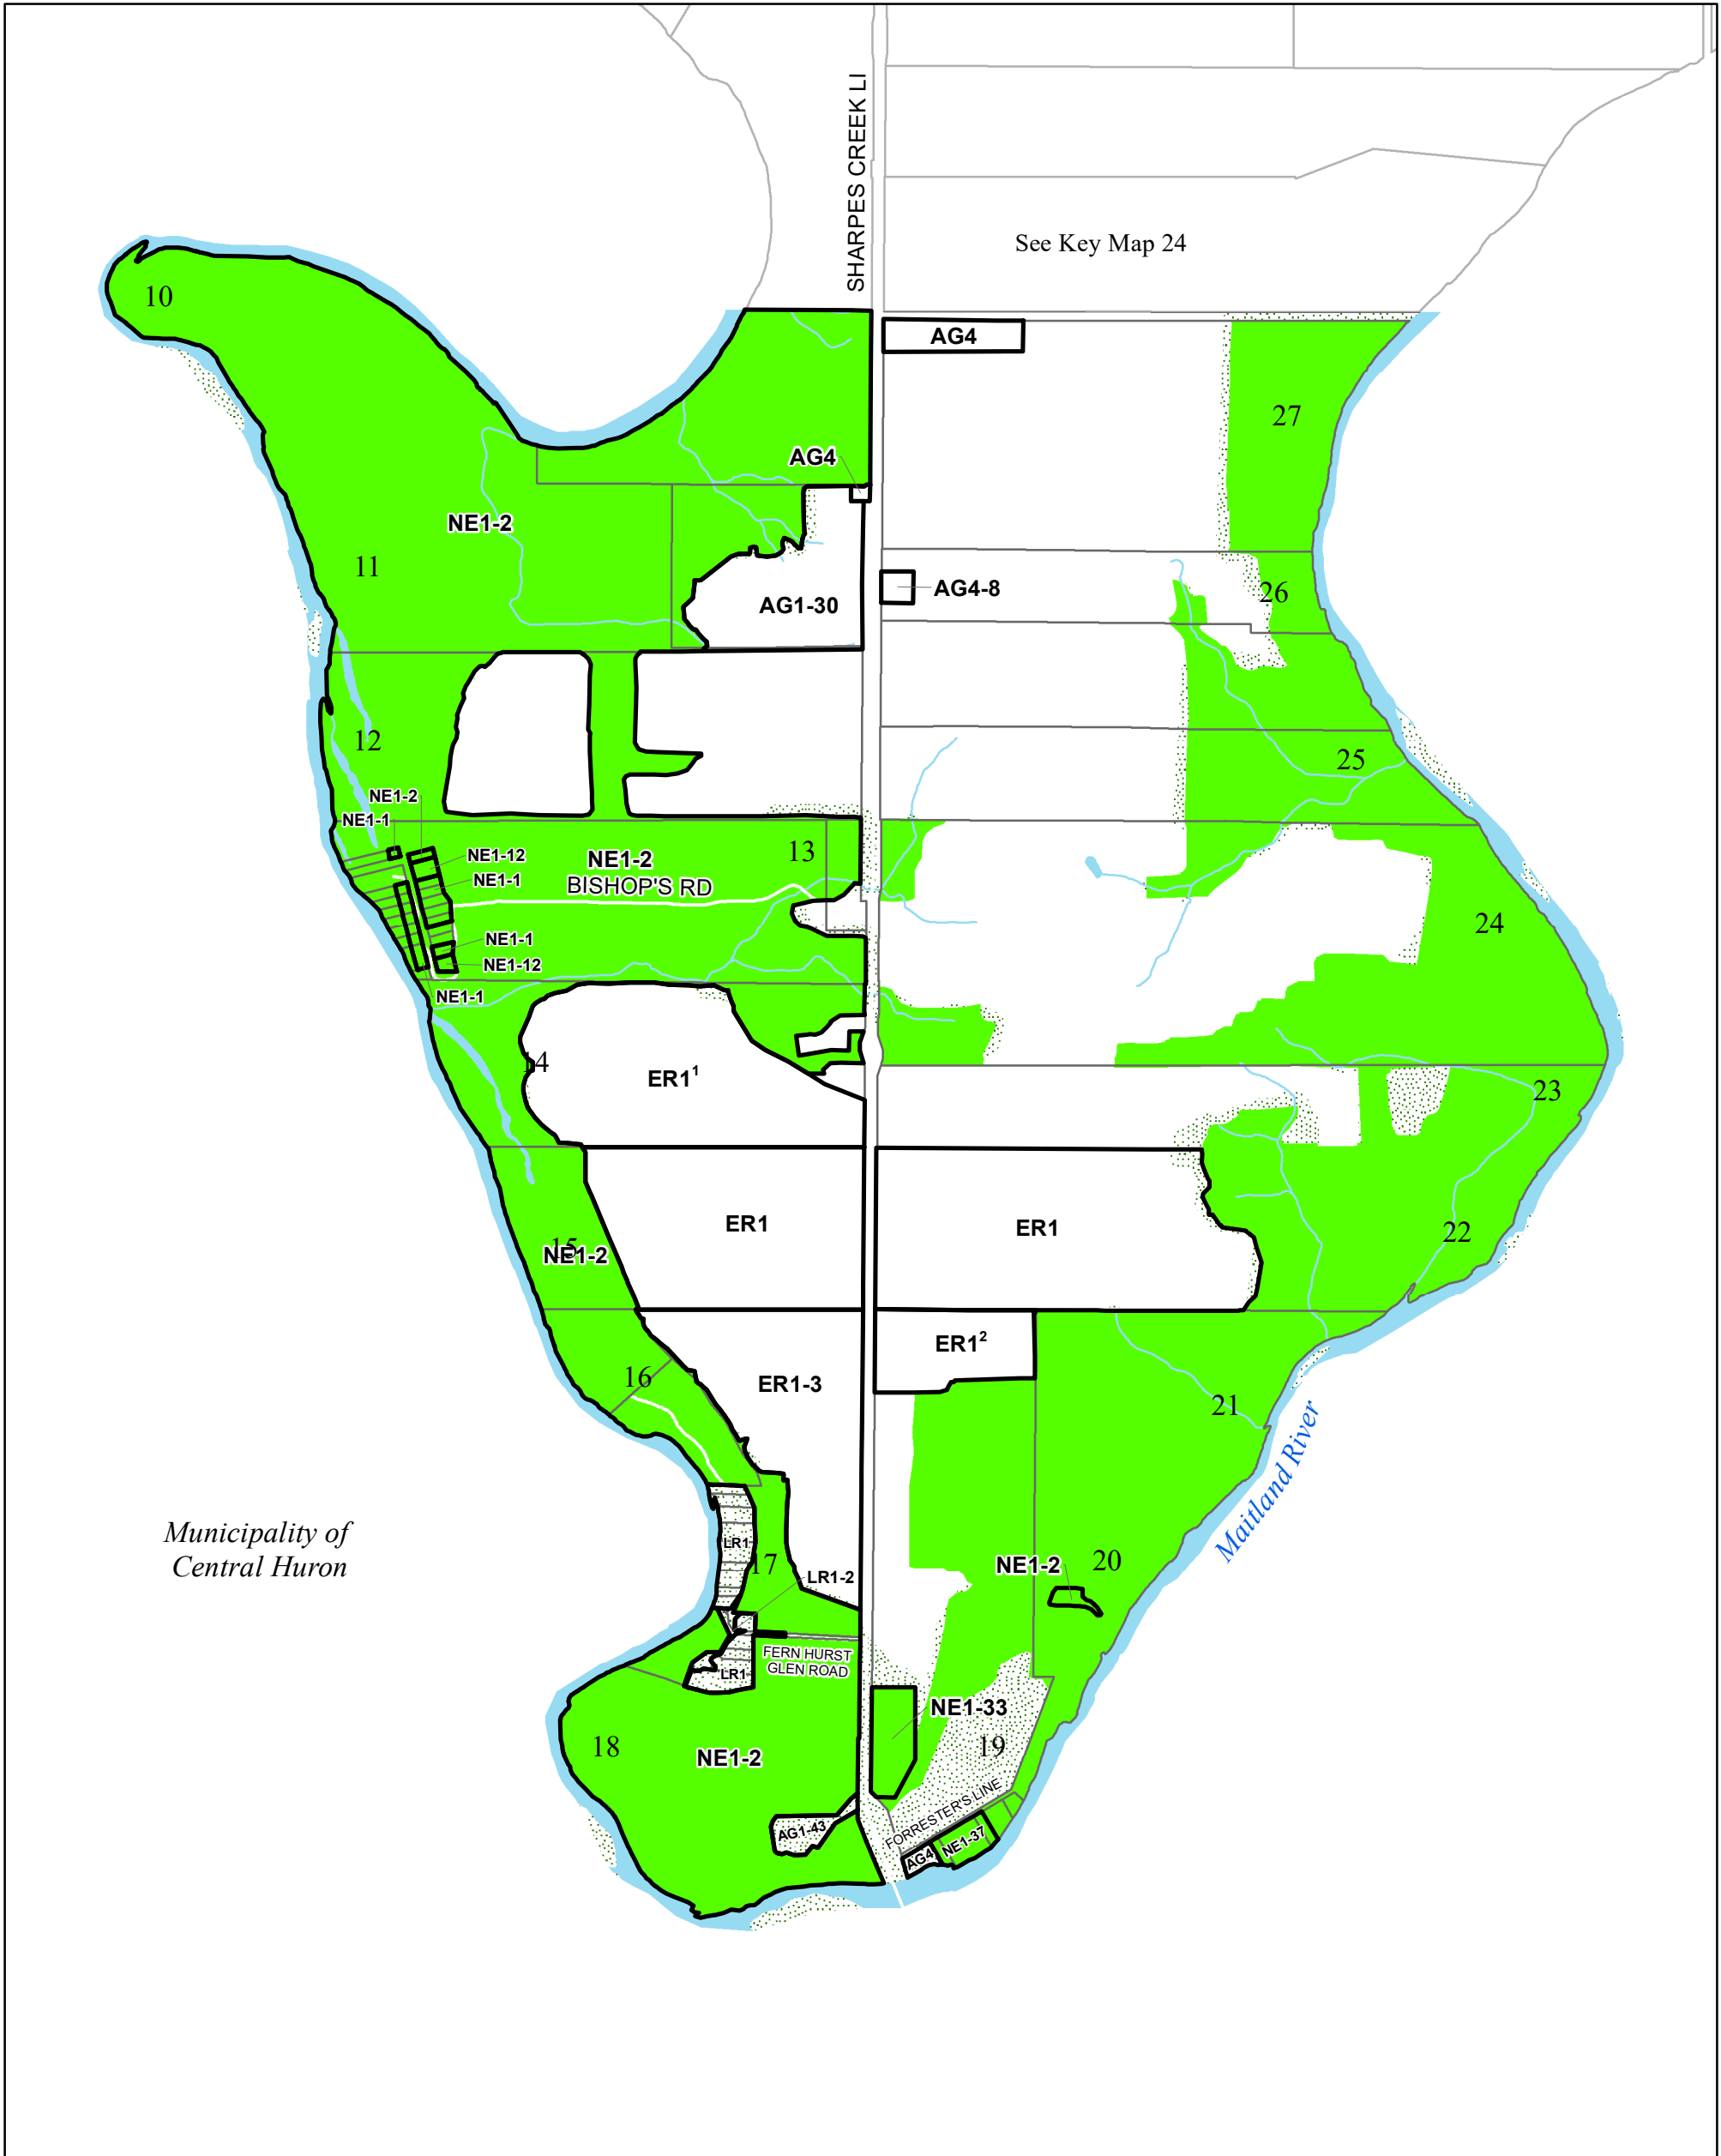 SHARPES CREEK LI
See Key Map 24
10
AG4
27
AG4
NE1-2
11
AG4-8
26
AG1-30
12
25
NE1-2
NE1-1
13
NE1-12
NE1-2
NE1-1
BISHOP'S RD
24
NE1-1
NE1-12
NE1-1
14
ER1¹
23
ER1
ER1
22
15
NE1-2
ER1²
16
ER1-3
21
Maitland River
Municipality of
Central Huron
LR1
17
LR1-2
NE1-2
20
FERN HURST
GLEN ROAD
LR1
NE1-33
18
NE1-2
19
FORRESTER'S LINE
AG1-43
NE1-37
AG4